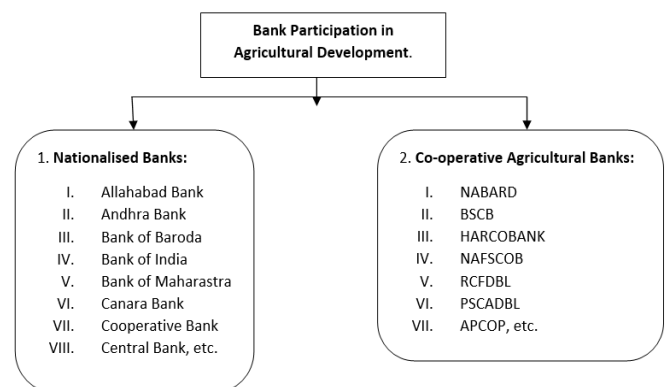 Bank Participation in
Agricultural Development.
1. Nationalised Banks:
I. Allahabad Bank
II. Andhra Bank
III. Bank of Baroda
IV. Bank of India
V. Bank of Maharastra
VI. Canara Bank
VII. Cooperative Bank
VIII. Central Bank, etc.
2. Co-operative Agricultural Banks:
I. NABARD
II. BSCB
III. HARCOBANK
IV. NAFSCOB
V. RCFDBL
VI. PSCADBL
VII. APCOP, etc.